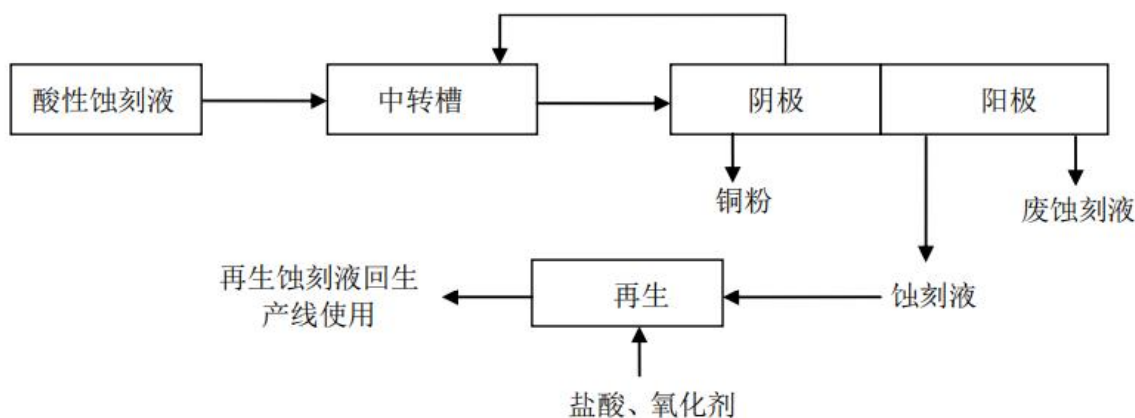 酸性蚀刻液
中转槽
阴极
阳极
铜粉
废蚀刻液
再生蚀刻液回生
产线使用
再生
蚀刻液
盐酸、氧化剂